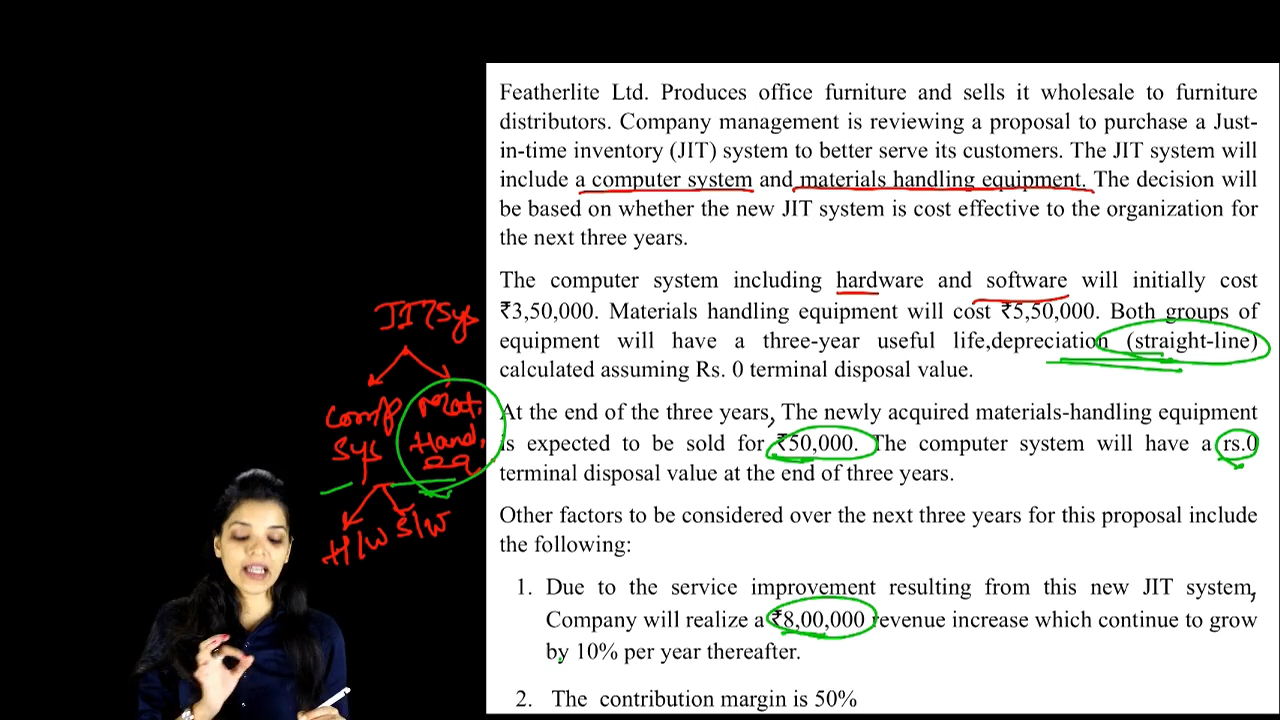 Featherlite Ltd. Produces office furniture and sells it wholesale to furniture
distributors. Company management is reviewing a proposal to purchase a Just-
in-time inventory (JIT) system to better serve its customers. The JIT system will
include a computer system and materials handling equipment. The decision will
be based on whether the new JIT system is cost effective to the organization for
the next three years.
The computer system including hardware and software will initially cost
₹3,50,000. Materials handling equipment will cost ₹5,50,000. Both groups of
equipment will have a three-year useful life,depreciation (straight-line)
calculated assuming Rs. 0 terminal disposal value.
At the end of the three years, The newly acquired materials-handling equipment
is expected to be sold for ₹50,000. The computer system will have a rs.0
terminal disposal value at the end of three years.
Other factors to be considered over the next three years for this proposal include
the following:
1. Due to the service improvement resulting from this new JIT system,
Company will realize a ₹8,00,000 revenue increase which continue to grow
by 10% per year thereafter.
2. The contribution margin is 50%
JIT Sys
Comp Sys
Mat. Hand. eq
H/W S/W